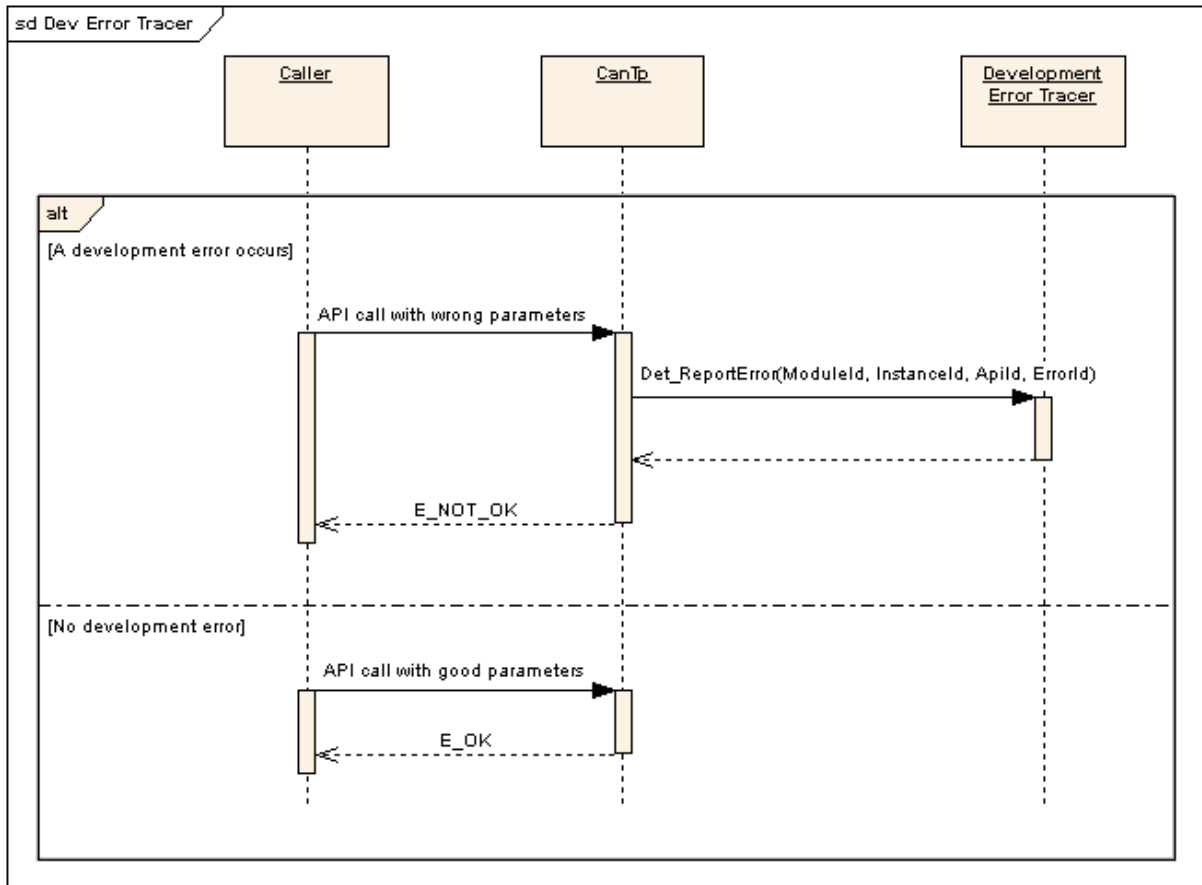 sd Dev Error Tracer
Caller
CanTp
Development
Error Tracer
alt
[A development error occurs]
API call with wrong parameters
Det_ReportError(ModuleId, InstanceId, ApiId, ErrorId)
E_NOT_OK
[No development error]
API call with good parameters
E_OK